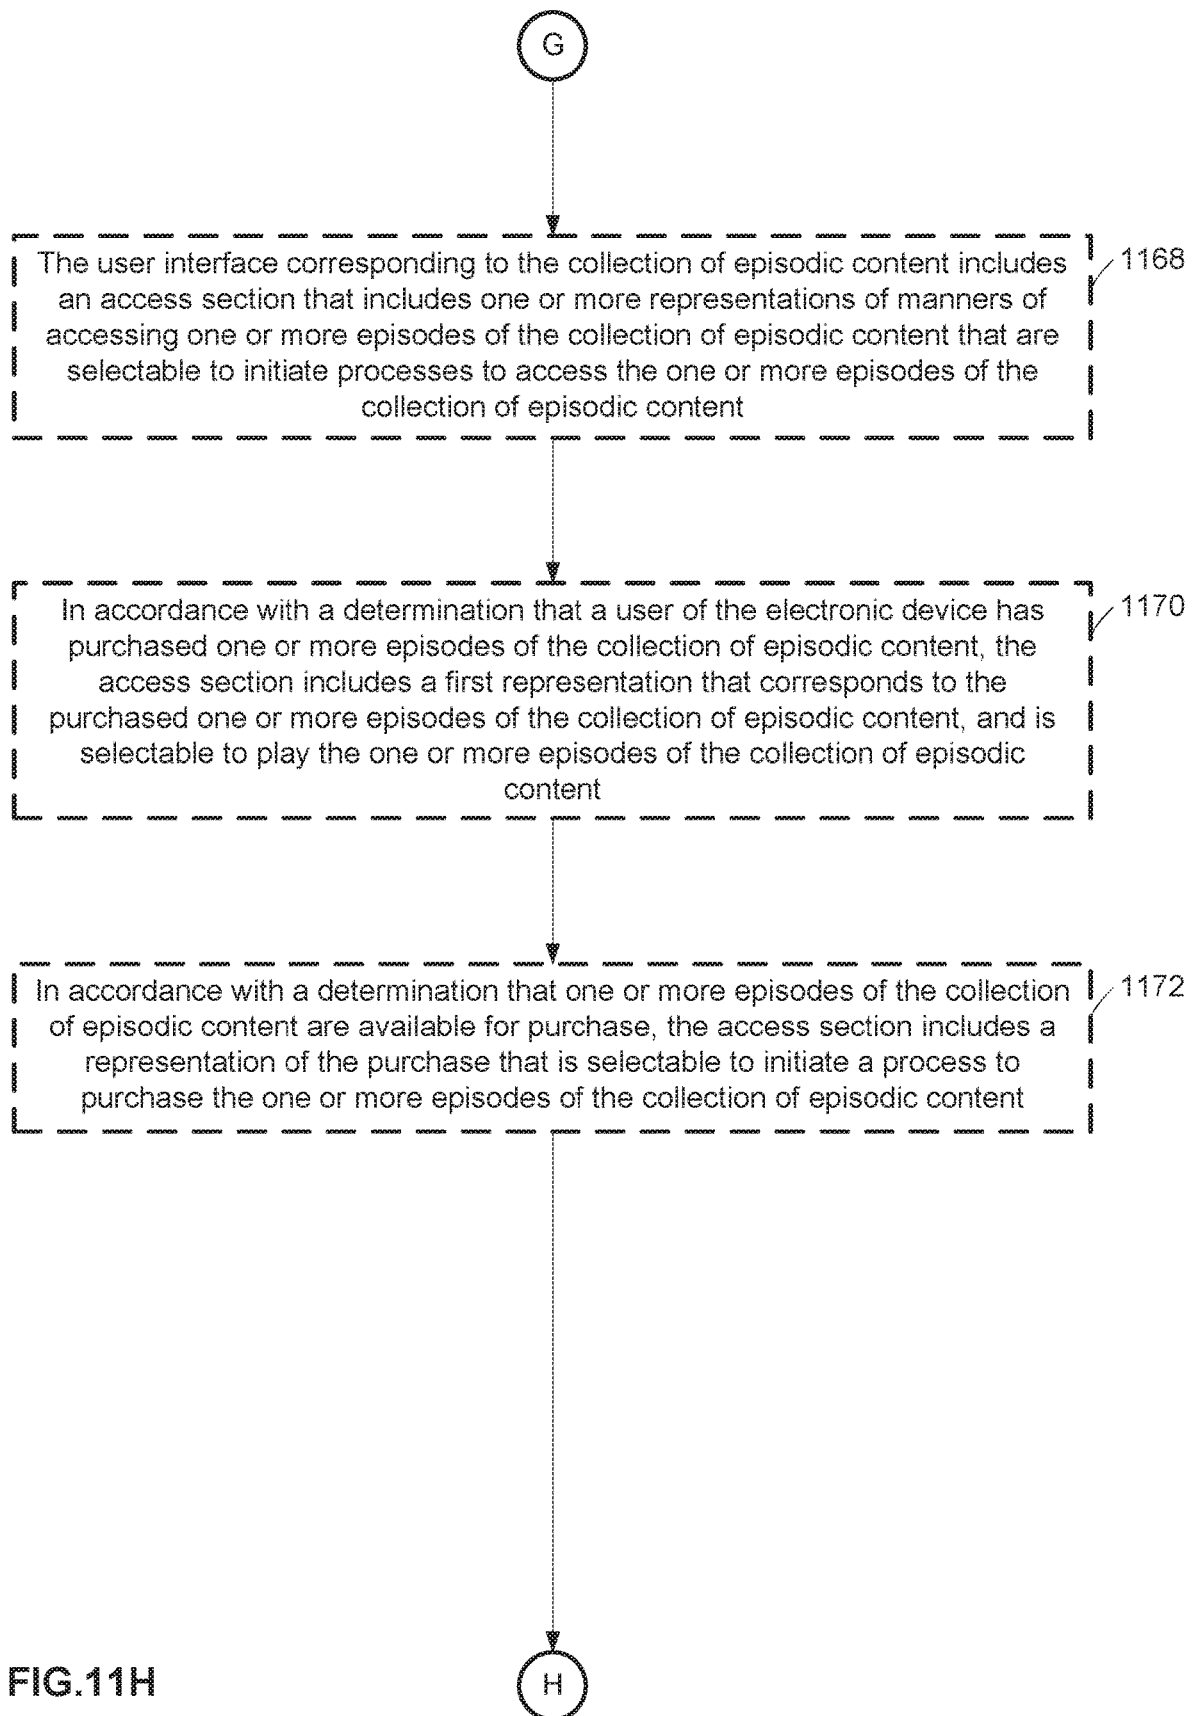 G
The user interface corresponding to the collection of episodic content includes
an access section that includes one or more representations of manners of
accessing one or more episodes of the collection of episodic content that are
selectable to initiate processes to access the one or more episodes of the
collection of episodic content
1168
In accordance with a determination that a user of the electronic device has
purchased one or more episodes of the collection of episodic content, the
access section includes a first representation that corresponds to the
purchased one or more episodes of the collection of episodic content, and is
selectable to play the one or more episodes of the collection of episodic
content
1170
In accordance with a determination that one or more episodes of the collection
of episodic content are available for purchase, the access section includes a
representation of the purchase that is selectable to initiate a process to
purchase the one or more episodes of the collection of episodic content
1172
FIG.11H
H